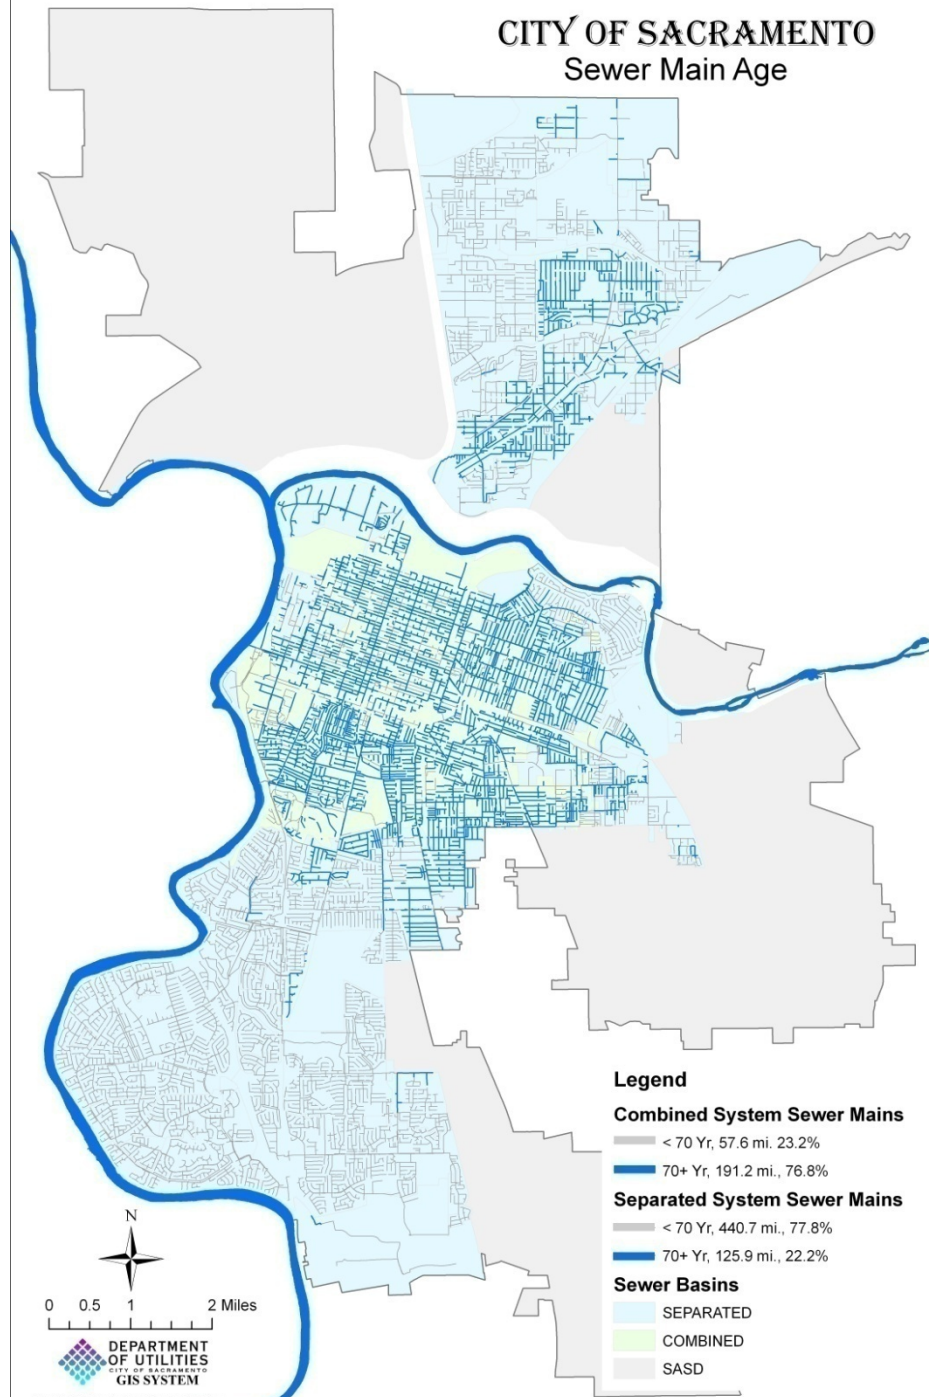 CITY OF SACRAMENTO
Sewer Main Age
Legend
Combined System Sewer Mains
< 70 Yr, 57.6 mi. 23.2%
70+ Yr, 191.2 mi., 76.8%
Separated System Sewer Mains
< 70 Yr, 440.7 mi., 77.8%
70+ Yr, 125.9 mi., 22.2%
Sewer Basins
SEPARATED
COMBINED
SASD
N
0 0.5 1 2 Miles
DEPARTMENT
OF UTILITIES
CITY OF SACRAMENTO
GIS SYSTEM